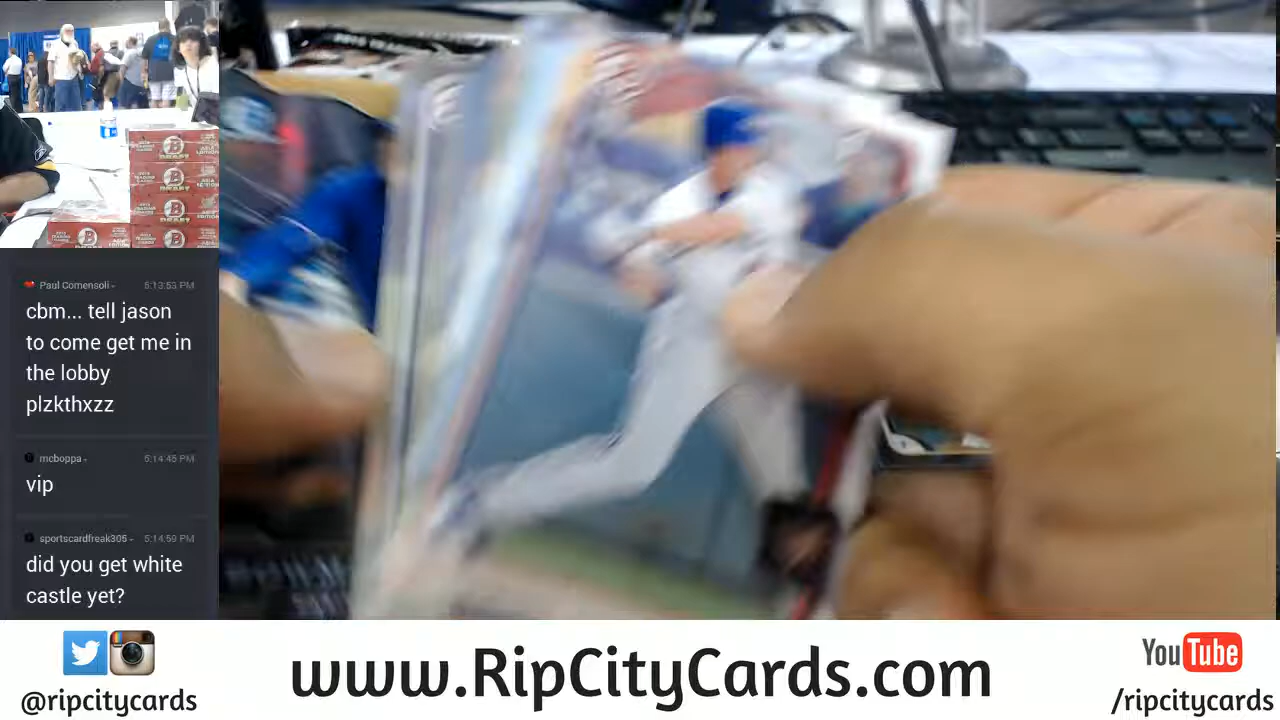 Paul Comensoli 5:13:53 PM
cbm... tell jason
to come get me in
the lobby
plzkthxzz
mcboppa 5:14:45 PM
vip
sportscardfreak305 5:14:59 PM
did you get white
castle yet?
@ripcitycards
www.RipCityCards.com
YouTube
/ripcitycards